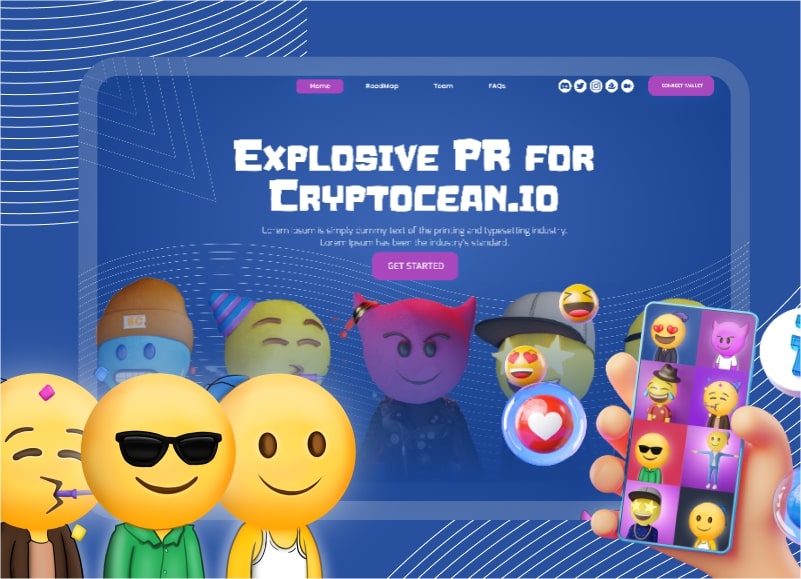 Home RoadMap Team FAQs CONNECT WALLET
Explosive PR for
Cryptocean.io
Lorem Ipsum is simply dummy text of the printing and typesetting industry.
Lorem Ipsum has been the industry's standard.
GET STARTED